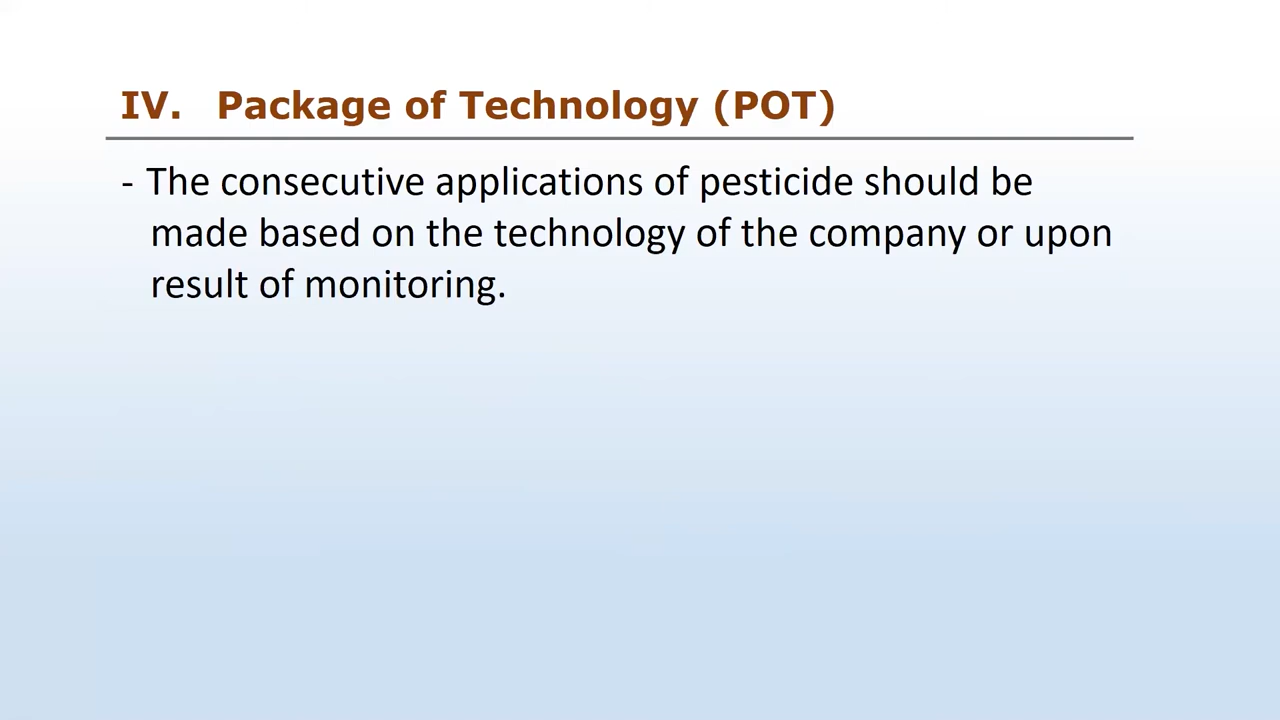 IV. Package of Technology (POT)
- The consecutive applications of pesticide should be
made based on the technology of the company or upon
result of monitoring.